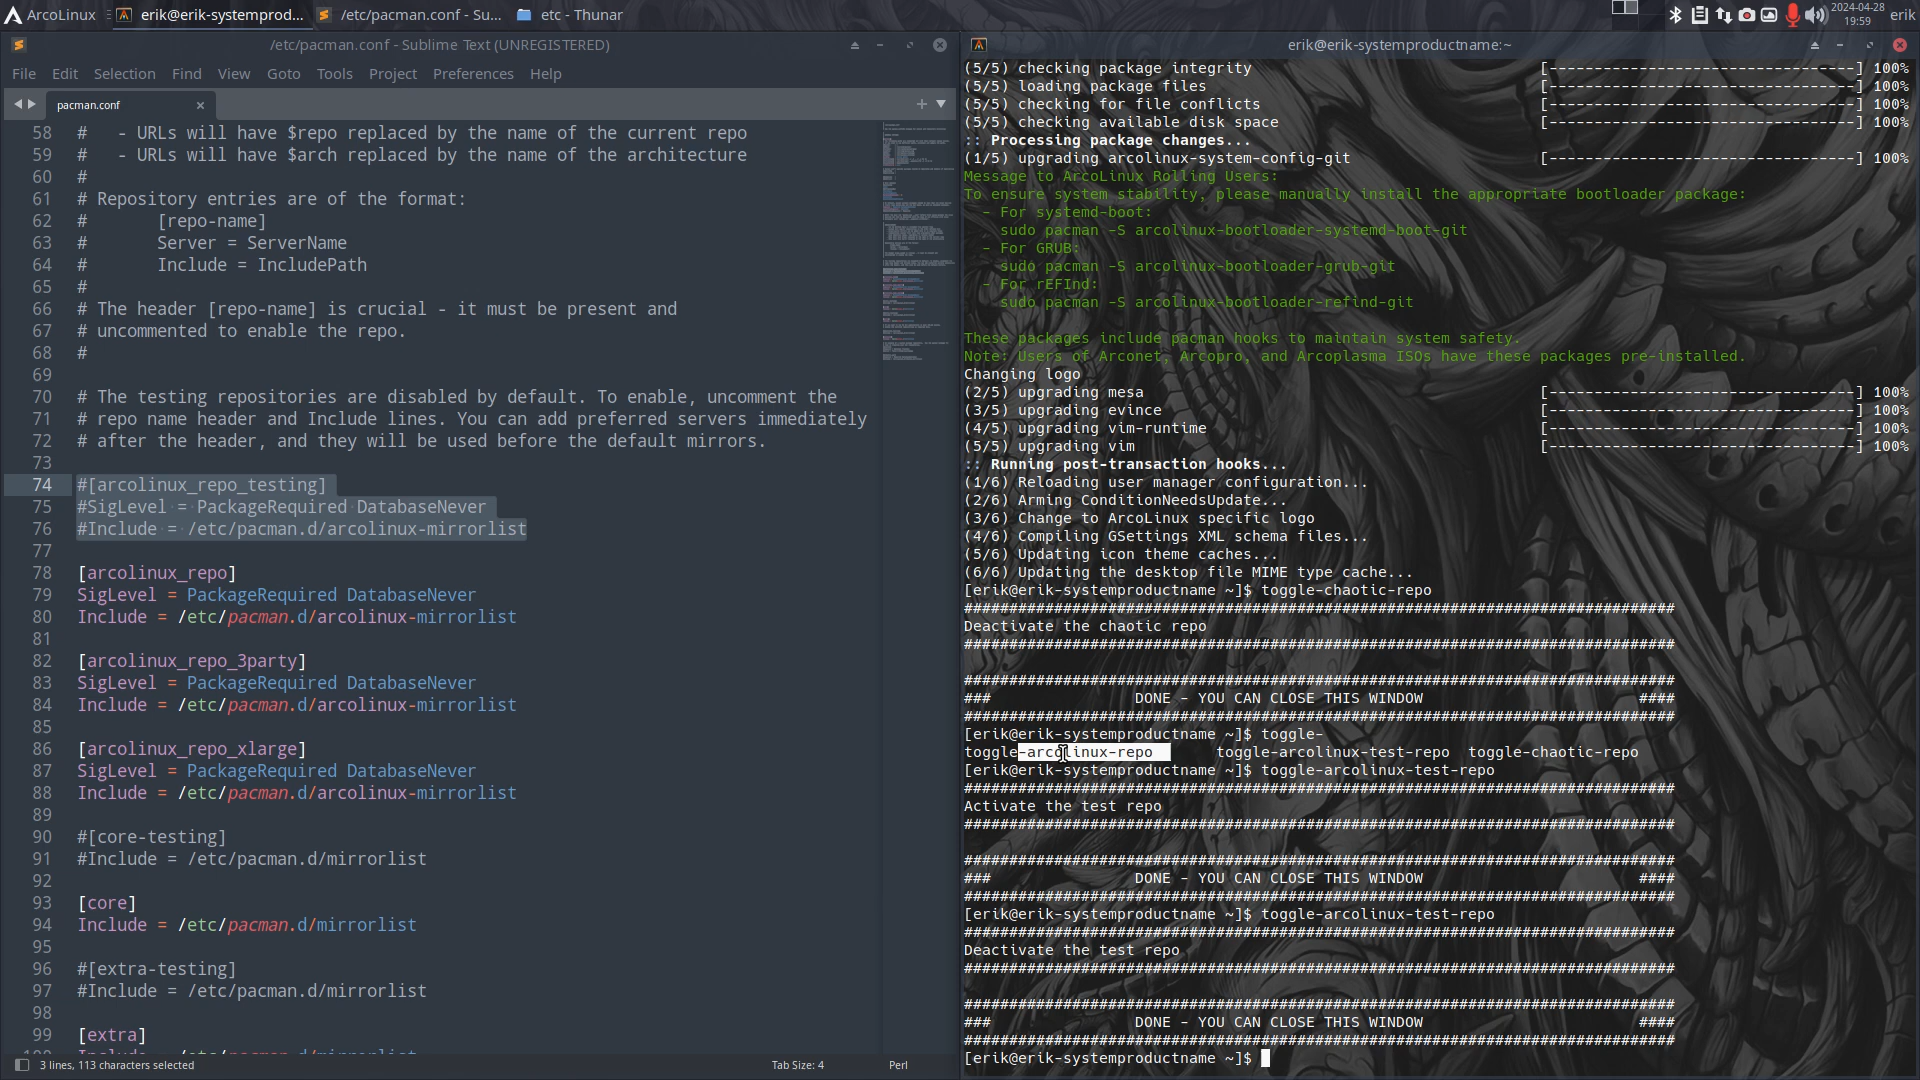 ArcoLinux
erik@erik-systemprod...
/etc/pacman.conf - Su...
etc - Thunar
2024-04-28
19:59
erik
/etc/pacman.conf - Sublime Text (UNREGISTERED)
File Edit Selection Find View Goto Tools Project Preferences Help
pacman.conf
58 #   - URLs will have $repo replaced by the name of the current repo
59 #   - URLs will have $arch replaced by the name of the architecture
60 #
61 # Repository entries are of the format:
62 #       [repo-name]
63 #       Server = ServerName
64 #       Include = IncludePath
65 #
66 # The header [repo-name] is crucial - it must be present and
67 # uncommented to enable the repo.
68 #
69
70 # The testing repositories are disabled by default. To enable, uncomment the
71 # repo name header and Include lines. You can add preferred servers immediately
72 # after the header, and they will be used before the default mirrors.
73
74 #[arcolinux_repo_testing]
75 #SigLevel = PackageRequired DatabaseNever
76 #Include = /etc/pacman.d/arcolinux-mirrorlist
77
78 [arcolinux_repo]
79 SigLevel = PackageRequired DatabaseNever
80 Include = /etc/pacman.d/arcolinux-mirrorlist
81
82 [arcolinux_repo_3party]
83 SigLevel = PackageRequired DatabaseNever
84 Include = /etc/pacman.d/arcolinux-mirrorlist
85
86 [arcolinux_repo_xlarge]
87 SigLevel = PackageRequired DatabaseNever
88 Include = /etc/pacman.d/arcolinux-mirrorlist
89
90 #[core-testing]
91 #Include = /etc/pacman.d/mirrorlist
92
93 [core]
94 Include = /etc/pacman.d/mirrorlist
95
96 #[extra-testing]
97 #Include = /etc/pacman.d/mirrorlist
98
99 [extra]
3 lines, 113 characters selected
Tab Size: 4
Perl
erik@erik-systemproductname:~
(5/5) checking package integrity [----------------------------------] 100%
(5/5) loading package files [----------------------------------] 100%
(5/5) checking for file conflicts [----------------------------------] 100%
(5/5) checking available disk space [----------------------------------] 100%
:: Processing package changes...
(1/5) upgrading arcolinux-system-config-git [----------------------------------] 100%
Message to ArcoLinux Rolling Users:
To ensure system stability, please manually install the appropriate bootloader package:
  - For systemd-boot:
    sudo pacman -S arcolinux-bootloader-systemd-boot-git
  - For GRUB:
    sudo pacman -S arcolinux-bootloader-grub-git
  - For rEFInd:
    sudo pacman -S arcolinux-bootloader-refind-git
These packages include pacman hooks to maintain system safety.
Note: Users of Arconet, Arcopro, and Arcoplasma ISOs have these packages pre-installed.
Changing logo
(2/5) upgrading mesa [----------------------------------] 100%
(3/5) upgrading evince [----------------------------------] 100%
(4/5) upgrading vim-runtime [----------------------------------] 100%
(5/5) upgrading vim [----------------------------------] 100%
:: Running post-transaction hooks...
(1/6) Reloading user manager configuration...
(2/6) Arming ConditionNeedsUpdate...
(3/6) Change to ArcoLinux specific logo
(4/6) Compiling GSettings XML schema files...
(5/6) Updating icon theme caches...
(6/6) Updating the desktop file MIME type cache...
[erik@erik-systemproductname ~]$ toggle-chaotic-repo
###############################################################################
Deactivate the chaotic repo
###############################################################################
###############################################################################
###                DONE - YOU CAN CLOSE THIS WINDOW                        ####
###############################################################################
[erik@erik-systemproductname ~]$ toggle-
toggle-arcolinux-repo       toggle-arcolinux-test-repo  toggle-chaotic-repo
[erik@erik-systemproductname ~]$ toggle-arcolinux-test-repo
###############################################################################
Activate the test repo
###############################################################################
###############################################################################
###                DONE - YOU CAN CLOSE THIS WINDOW                        ####
###############################################################################
[erik@erik-systemproductname ~]$ toggle-arcolinux-test-repo
###############################################################################
Deactivate the test repo
###############################################################################
###############################################################################
###                DONE - YOU CAN CLOSE THIS WINDOW                        ####
###############################################################################
[erik@erik-systemproductname ~]$